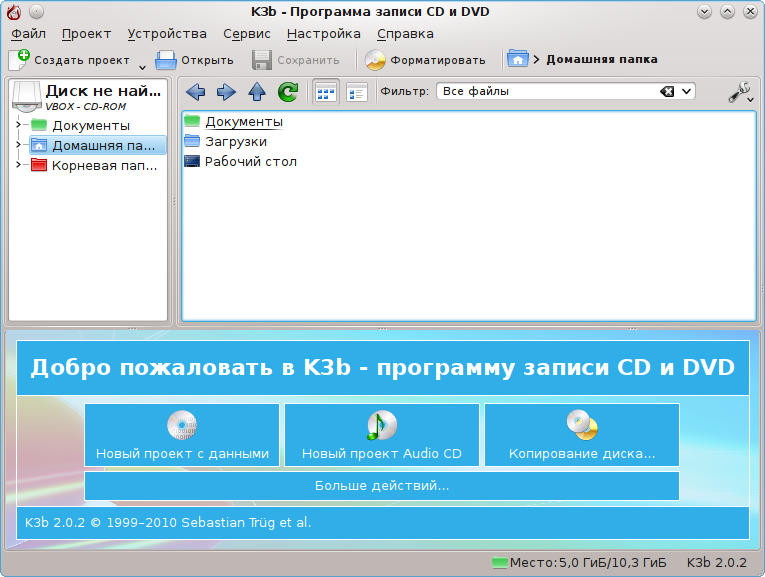 K3b - Программа записи CD и DVD
Файл Проект Устройства Сервис Настройка Справка
Создать проект Открыть Сохранить Форматировать Домашняя папка
Диск не най...
VBOX - CD-ROM
Документы
Домашняя па...
Корневая пап...
Фильтр: Все файлы
Документы
Загрузки
Рабочий стол
Добро пожаловать в K3b - программу записи CD и DVD
Новый проект с данными Новый проект Audio CD Копирование диска...
Больше действий...
K3b 2.0.2 © 1999–2010 Sebastian Trüg et al.
Место: 5,0 ГиБ/10,3 ГиБ K3b 2.0.2